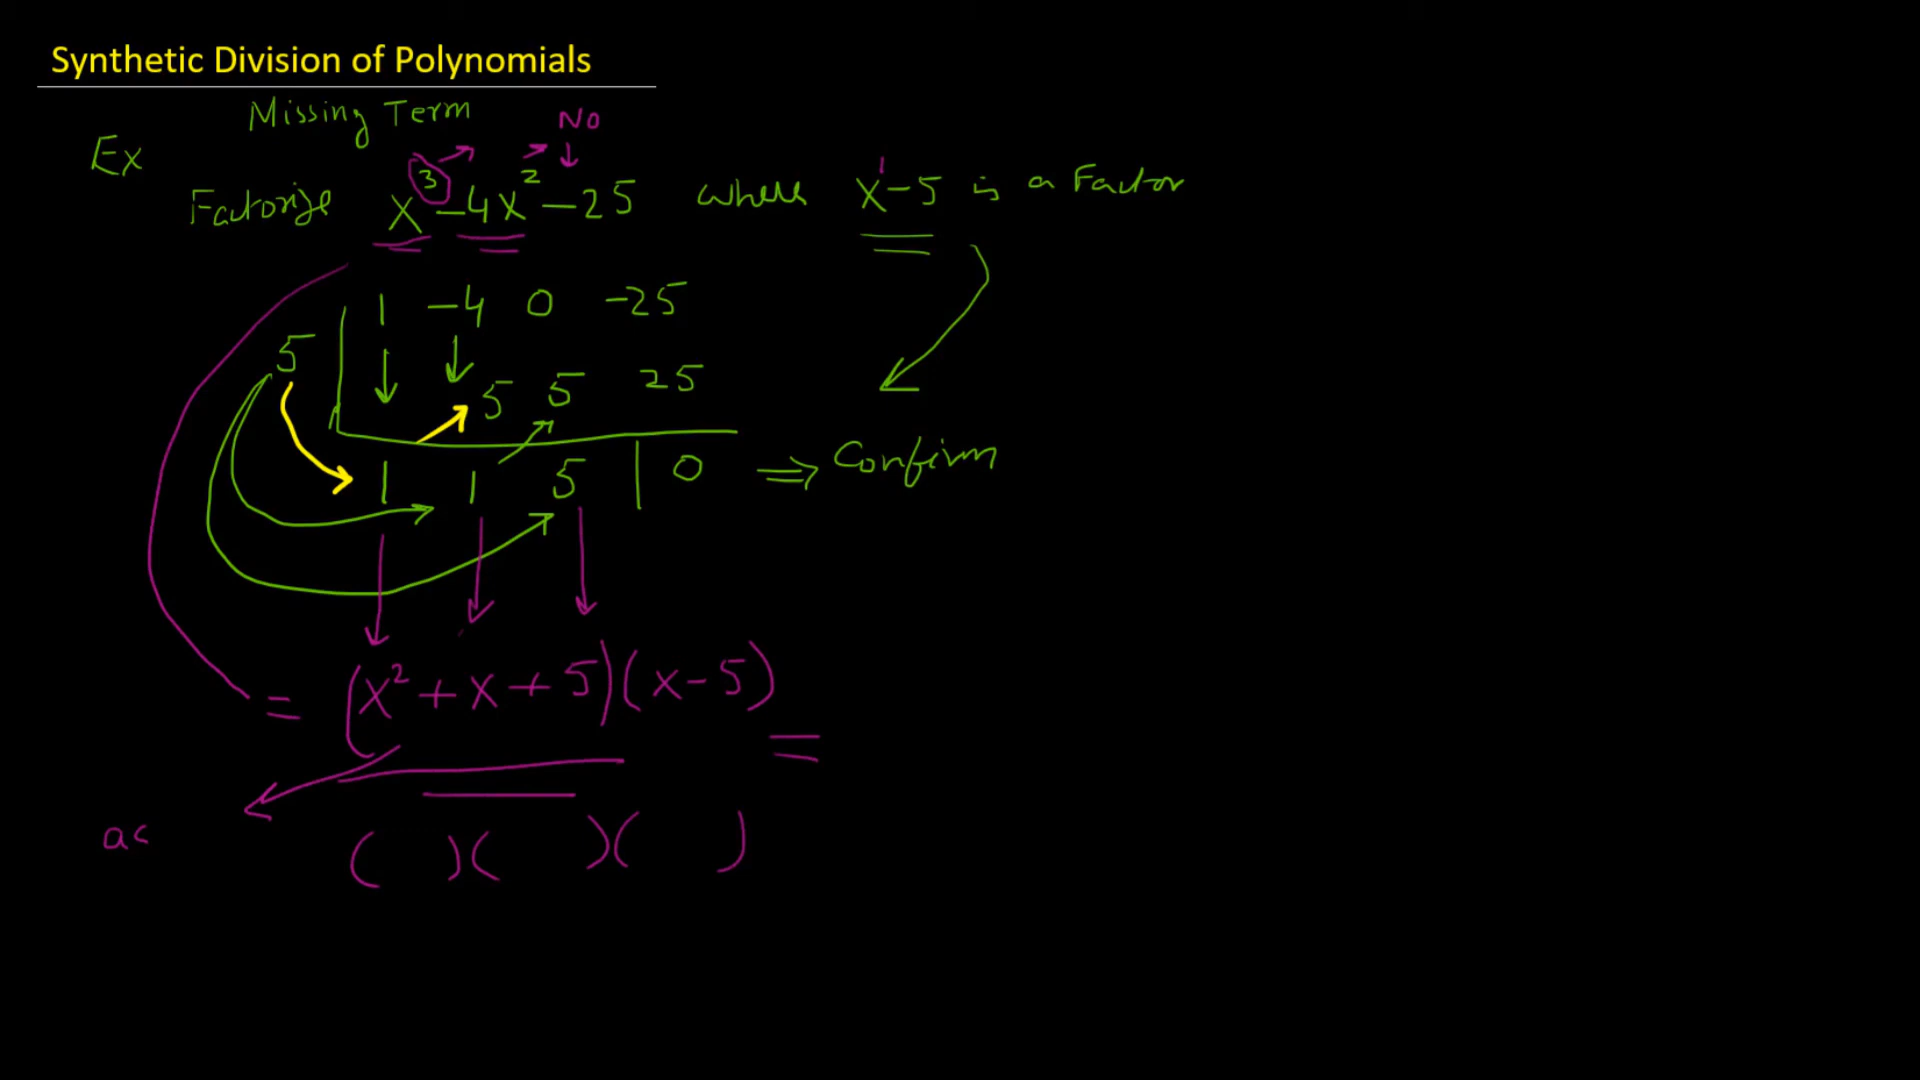 Synthetic Division of Polynomials
Missing Term
No
Ex
Factorize x³ - 4x² - 25 where x¹ - 5 is a Factor
1 -4 0 -25
5
5 5 25
1 1 5 | 0 ⇒ Confirm
= (x² + x + 5)(x - 5)
=
ac ( )( )( )